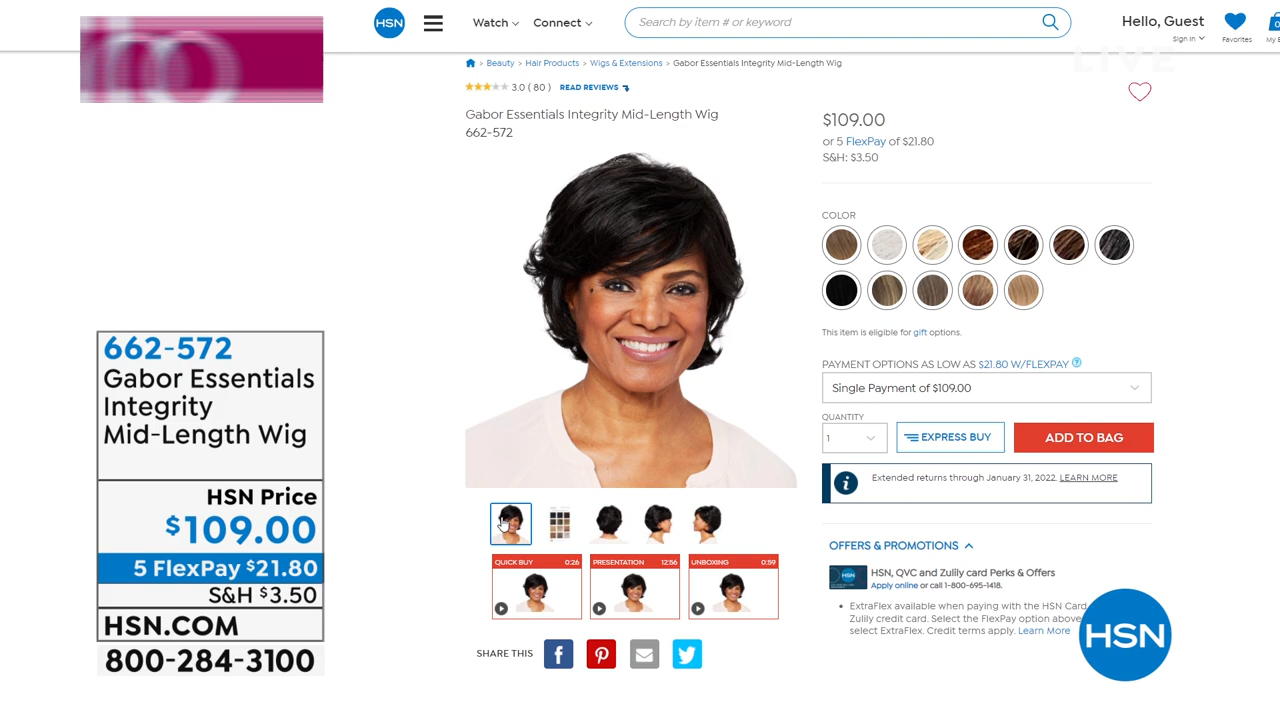 HSN
Watch
Connect
Search by item # or keyword
Hello, Guest
Sign In
Favorites
0
LIVE
> Beauty > Hair Products > Wigs & Extensions > Gabor Essentials Integrity Mid-Length Wig
3.0 ( 80 ) READ REVIEWS
Gabor Essentials Integrity Mid-Length Wig
662-572
$109.00
or 5 FlexPay of $21.80
S&H: $3.50
COLOR
This item is eligible for gift options.
PAYMENT OPTIONS AS LOW AS $21.80 W/FLEXPAY ?
Single Payment of $109.00
QUANTITY
1
EXPRESS BUY
ADD TO BAG
i Extended returns through January 31, 2022. LEARN MORE
OFFERS & PROMOTIONS
HSN
HSN, QVC and Zulily card Perks & Offers
Apply online or call 1-800-695-1418.
• ExtraFlex available when paying with the HSN Card
Zulily credit card. Select the FlexPay option above
select ExtraFlex. Credit terms apply. Learn More
HSN
QUICK BUY 0:26
PRESENTATION 12:56
UNBOXING 0:59
SHARE THIS
662-572
Gabor Essentials
Integrity
Mid-Length Wig
HSN Price
$109.00
5 FlexPay $21.80
S&H $3.50
HSN.COM
800-284-3100